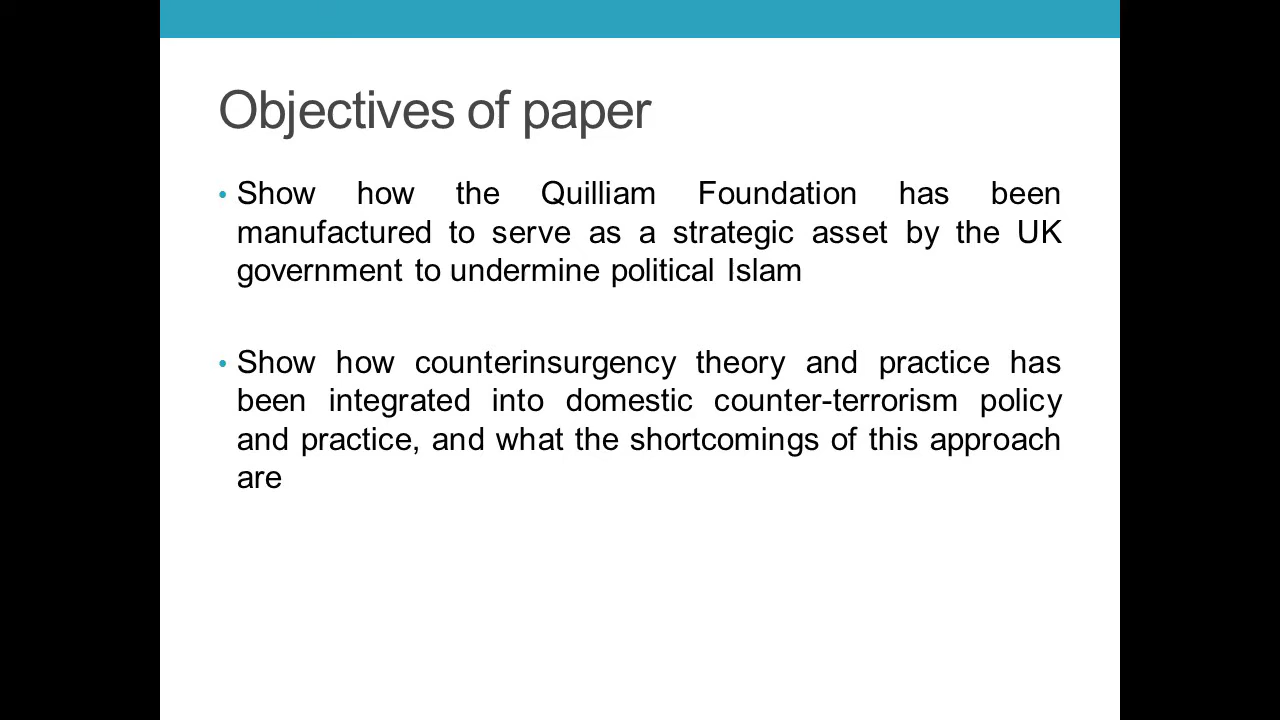 Objectives of paper
• Show how the Quilliam Foundation has been
manufactured to serve as a strategic asset by the UK
government to undermine political Islam
• Show how counterinsurgency theory and practice has
been integrated into domestic counter-terrorism policy
and practice, and what the shortcomings of this approach
are